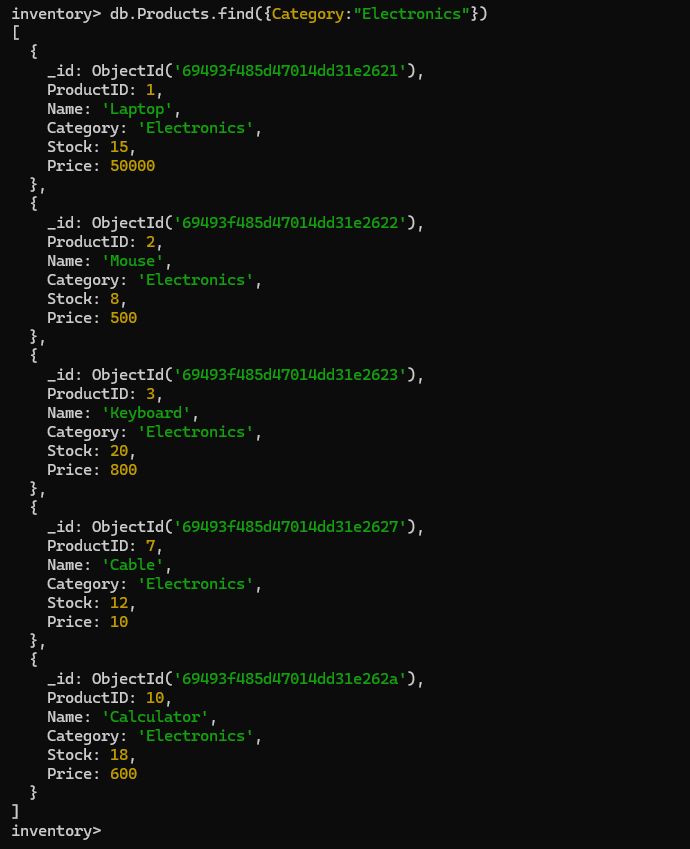 inventory> db.Products.find({Category:"Electronics"})
[
  {
    _id: ObjectId('69493f485d47014dd31e2621'),
    ProductID: 1,
    Name: 'Laptop',
    Category: 'Electronics',
    Stock: 15,
    Price: 50000
  },
  {
    _id: ObjectId('69493f485d47014dd31e2622'),
    ProductID: 2,
    Name: 'Mouse',
    Category: 'Electronics',
    Stock: 8,
    Price: 500
  },
  {
    _id: ObjectId('69493f485d47014dd31e2623'),
    ProductID: 3,
    Name: 'Keyboard',
    Category: 'Electronics',
    Stock: 20,
    Price: 800
  },
  {
    _id: ObjectId('69493f485d47014dd31e2627'),
    ProductID: 7,
    Name: 'Cable',
    Category: 'Electronics',
    Stock: 12,
    Price: 10
  },
  {
    _id: ObjectId('69493f485d47014dd31e262a'),
    ProductID: 10,
    Name: 'Calculator',
    Category: 'Electronics',
    Stock: 18,
    Price: 600
  }
]
inventory>